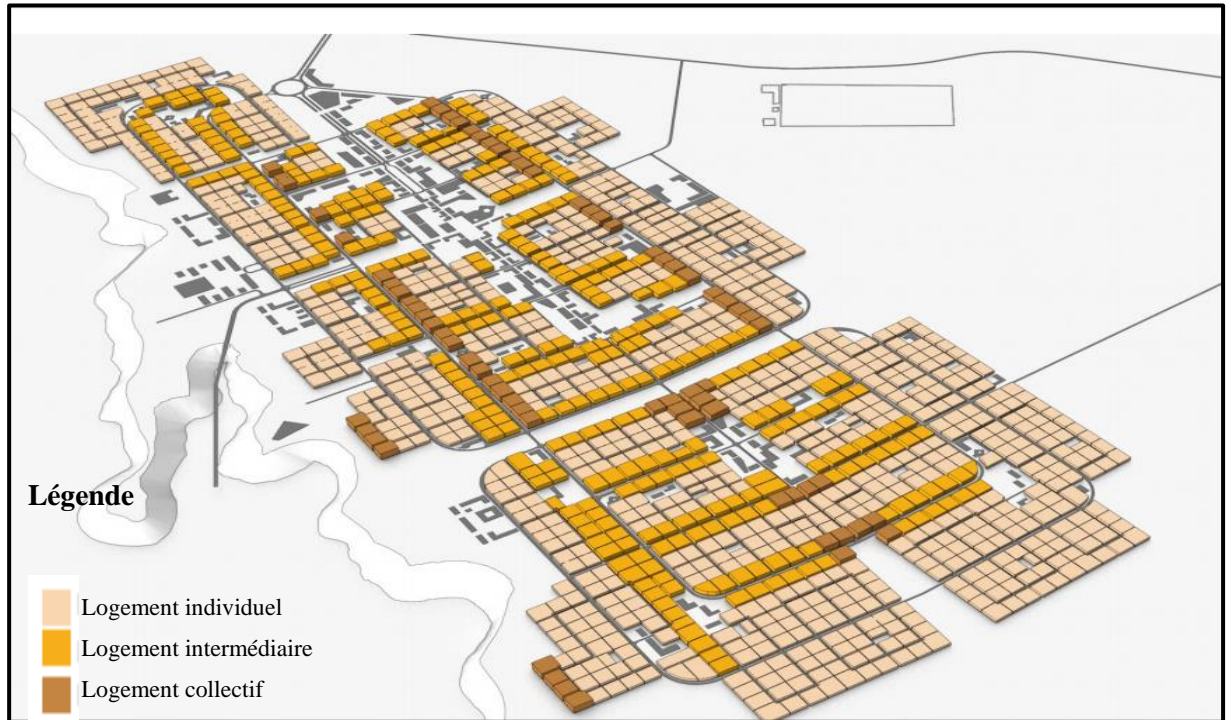 Légende
Logement individuel
Logement intermédiaire
Logement collectif